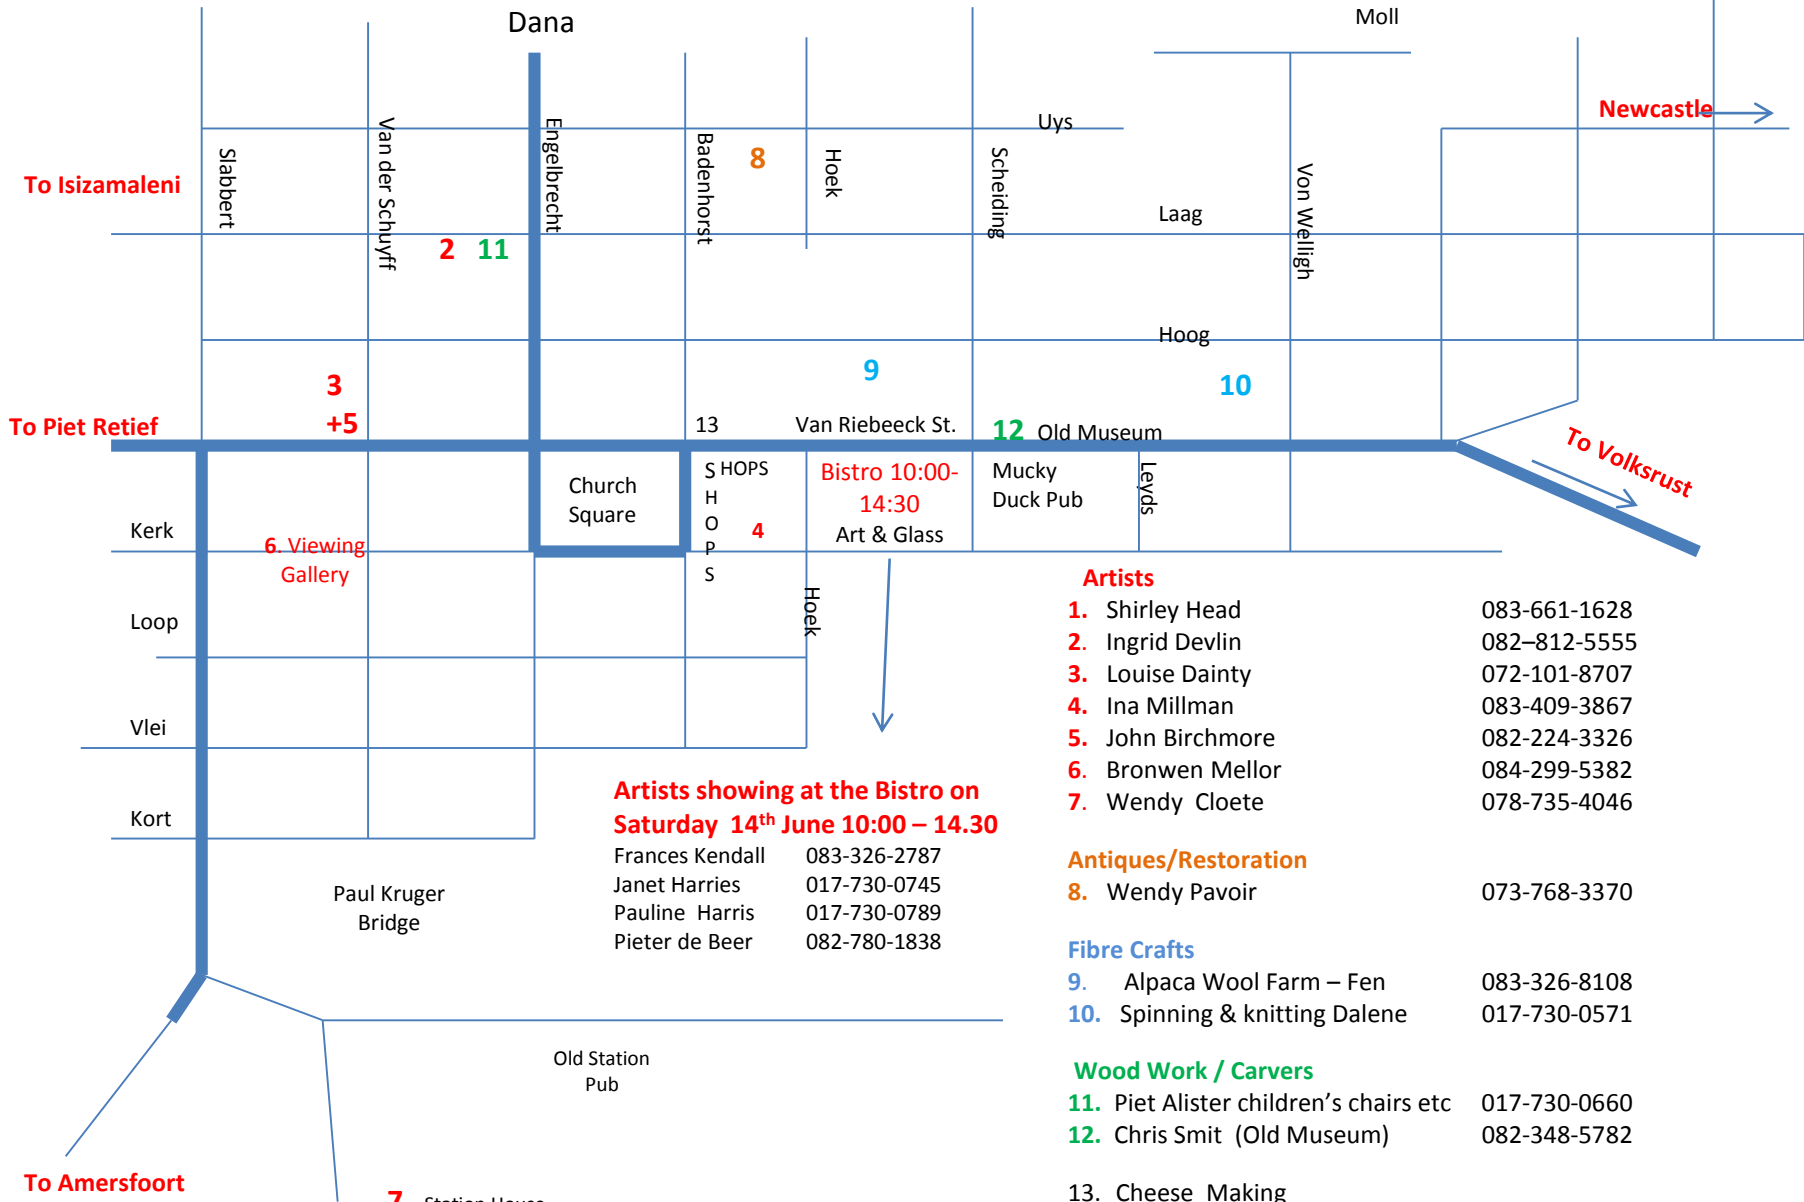 Dana
Moll
Newcastle
Uys
Slabbert
Van der Schuyff
Engelbrecht
Badenhorst
8
Hoek
Scheiding
Von Welligh
To Isizamaleni
Laag
2 11
Hoog
3
+5
9
10
To Piet Retief
13
Van Riebeeck St.
12 Old Museum
To Volksrust
Church
Square
SHOPS
SHOPS
4
Bistro 10:00-
14:30
Art & Glass
Mucky
Duck Pub
Leyds
Kerk
6. Viewing
Gallery
Loop
Hoek
Vlei
Kort
Paul Kruger
Bridge
Artists showing at the Bistro on
Saturday 14th June 10:00 – 14.30
Frances Kendall 083-326-2787
Janet Harries 017-730-0745
Pauline Harris 017-730-0789
Pieter de Beer 082-780-1838
Artists
1. Shirley Head 083-661-1628
2. Ingrid Devlin 082–812-5555
3. Louise Dainty 072-101-8707
4. Ina Millman 083-409-3867
5. John Birchmore 082-224-3326
6. Bronwen Mellor 084-299-5382
7. Wendy Cloete 078-735-4046
Antiques/Restoration
8. Wendy Pavoir 073-768-3370
Fibre Crafts
9. Alpaca Wool Farm – Fen 083-326-8108
10. Spinning & knitting Dalene 017-730-0571
Wood Work / Carvers
11. Piet Alister children's chairs etc 017-730-0660
12. Chris Smit (Old Museum) 082-348-5782
13. Cheese Making
Old Station
Pub
To Amersfoort
7 Station House